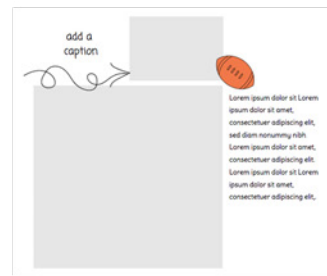 add a
caption
Lorem ipsum dolor sit Lorem
ipsum dolor sit amet,
consectetuer adipiscing elit,
sed diam nonummy nibh
Lorem ipsum dolor sit amet,
consectetuer adipiscing elit.
Lorem ipsum dolor sit Lorem
ipsum dolor sit amet,
consectetuer adipiscing elit,